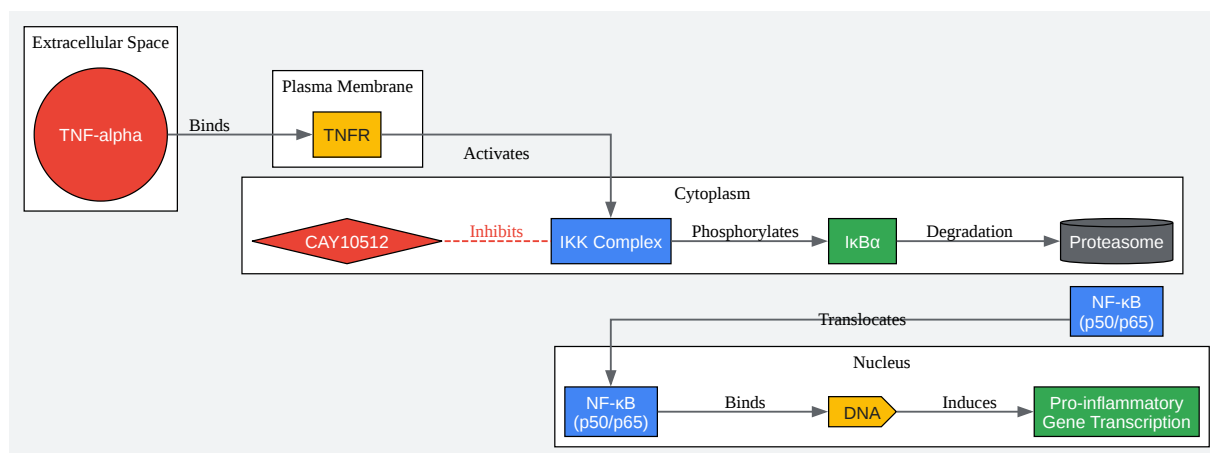 Extracellular Space
TNF-alpha
Binds
Plasma Membrane
TNFR
Activates
Cytoplasm
CAY10512
Inhibits
IKK Complex
Phosphorylates
IκBα
Degradation
Proteasome
NF-κB
(p50/p65)
Translocates
Nucleus
NF-κB
(p50/p65)
Binds
DNA
Induces
Pro-inflammatory
Gene Transcription